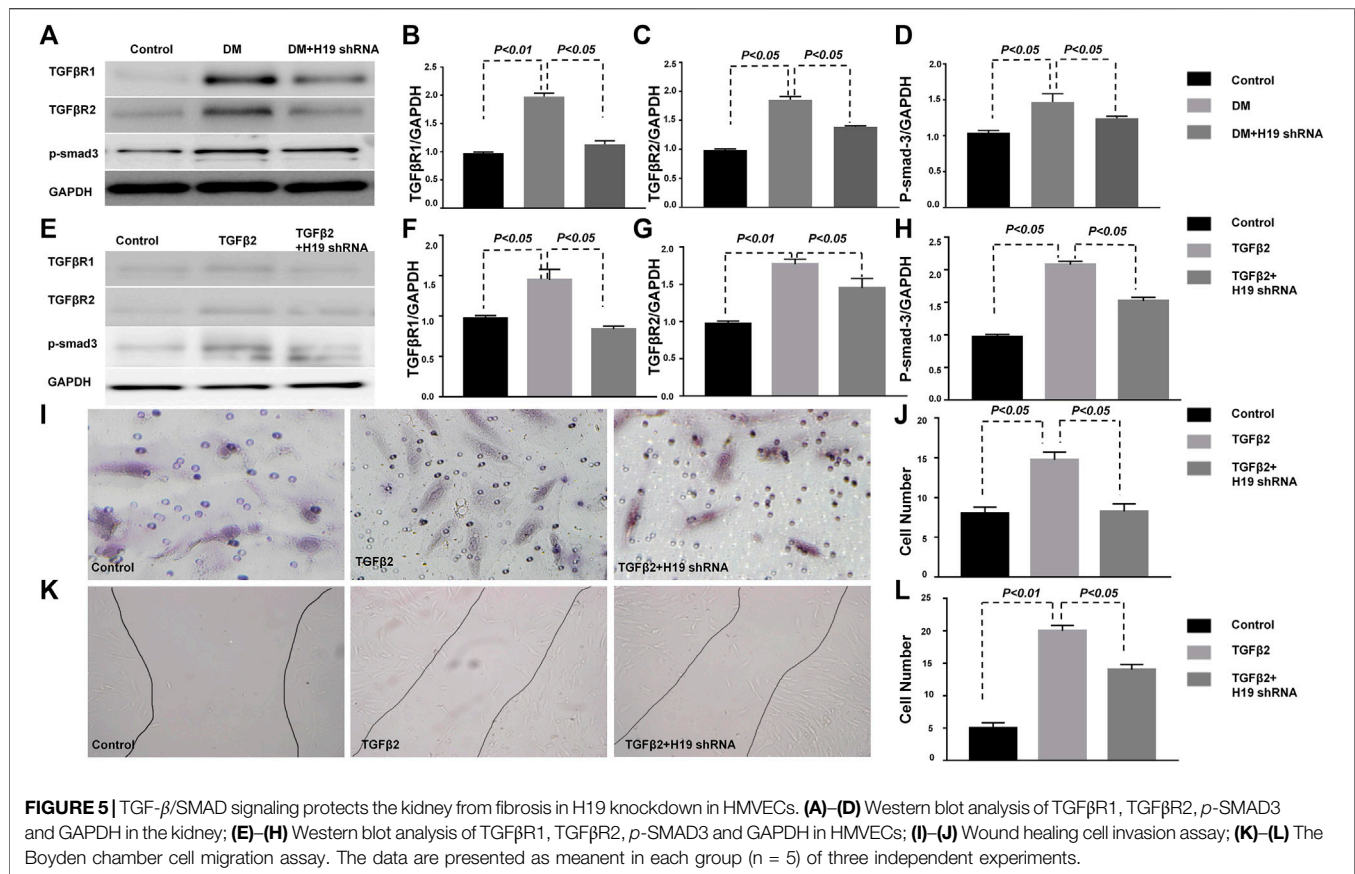 A
Control DM DM+H19 shRNA
TGFβR1
TGFβR2
p-smad3
GAPDH
B
P<0.01 P<0.05
TGFβR1/GAPDH
2.5
2.0
1.5
1.0
0.5
0.0
C
P<0.05 P<0.05
TGFβR2/GAPDH
2.5
2.0
1.5
1.0
0.5
0.0
D
P<0.05 P<0.05
P-smad-3/GAPDH
2.0
1.5
1.0
0.5
0.0
Control
DM
DM+H19 shRNA
E
Control TGFβ2 TGFβ2
+H19 shRNA
TGFβR1
TGFβR2
p-smad3
GAPDH
F
P<0.05 P<0.05
TGFβR1/GAPDH
2.0
1.5
1.0
0.5
0.0
G
P<0.01 P<0.05
TGFβR2/GAPDH
2.0
1.5
1.0
0.5
0.0
H
P<0.05 P<0.05
P-smad-3/GAPDH
2.5
2.0
1.5
1.0
0.5
0.0
Control
TGFβ2
TGFβ2+
H19 shRNA
I
Control
TGFβ2
TGFβ2+H19 shRNA
J
P<0.05 P<0.05
Cell Number
20
15
10
5
0
Control
TGFβ2
TGFβ2+
H19 shRNA
K
Control
TGFβ2
TGFβ2+H19 shRNA
L
P<0.01 P<0.05
Cell Number
25
20
15
10
5
0
Control
TGFβ2
TGFβ2+
H19 shRNA
FIGURE 5 | TGF-β/SMAD signaling protects the kidney from fibrosis in H19 knockdown in HMVECs. (A)–(D) Western blot analysis of TGFβR1, TGFβR2, p-SMAD3
and GAPDH in the kidney; (E)–(H) Western blot analysis of TGFβR1, TGFβR2, p-SMAD3 and GAPDH in HMVECs; (I)–(J) Wound healing cell invasion assay; (K)–(L) The
Boyden chamber cell migration assay. The data are presented as meanent in each group (n = 5) of three independent experiments.